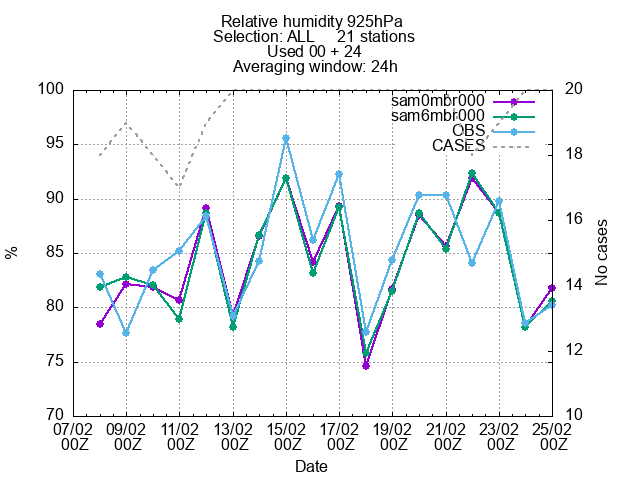 Relative humidity 925hPa
Selection: ALL 21 stations
Used 00 + 24
Averaging window: 24h
%
No cases
100
95
90
85
80
75
70
20
18
16
14
12
10
sam0mbr000
sam6mbr000
OBS
CASES
07/02 09/02 11/02 13/02 15/02 17/02 19/02 21/02 23/02 25/02
00Z 00Z 00Z 00Z 00Z 00Z 00Z 00Z 00Z 00Z
Date